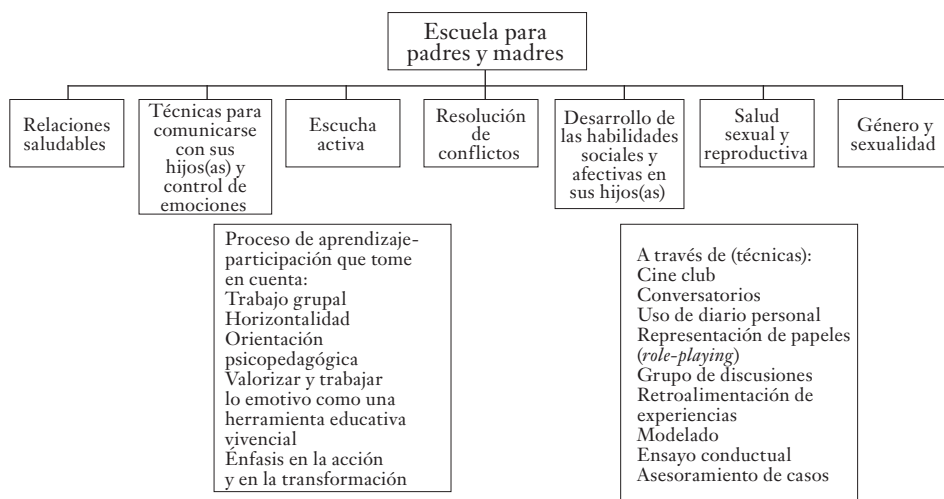 Escuela para
padres y madres
Relaciones
saludables
Técnicas para
comunicarse
con sus
hijos(as) y
control de
emociones
Escucha
activa
Resolución
de
conflictos
Desarrollo de
las habilidades
sociales y
afectivas en
sus hijos(as)
Salud
sexual y
reproductiva
Género y
sexualidad
Proceso de aprendizaje-
participación que tome
en cuenta:
Trabajo grupal
Horizontalidad
Orientación
psicopedagógica
Valorizar y trabajar
lo emotivo como una
herramienta educativa
vivencial
Énfasis en la acción
y en la transformación
A través de (técnicas):
Cine club
Conversatorios
Uso de diario personal
Representación de papeles
(role-playing)
Grupo de discusiones
Retroalimentación de
experiencias
Modelado
Ensayo conductual
Asesoramiento de casos